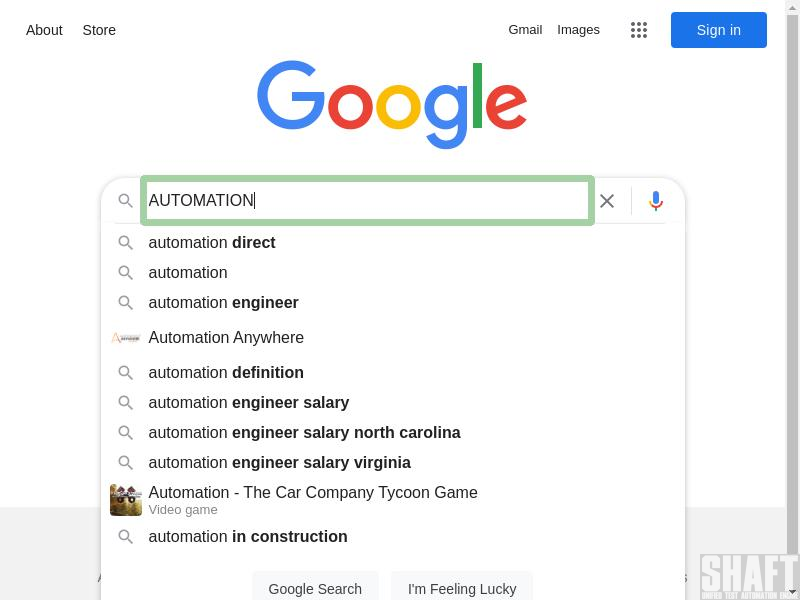 About Store Gmail Images Sign in
Google
AUTOMATION
automation direct
automation
automation engineer
Automation Anywhere
automation definition
automation engineer salary
automation engineer salary north carolina
automation engineer salary virginia
Automation - The Car Company Tycoon Game
Video game
automation in construction
Google Search I'm Feeling Lucky
SHAFT